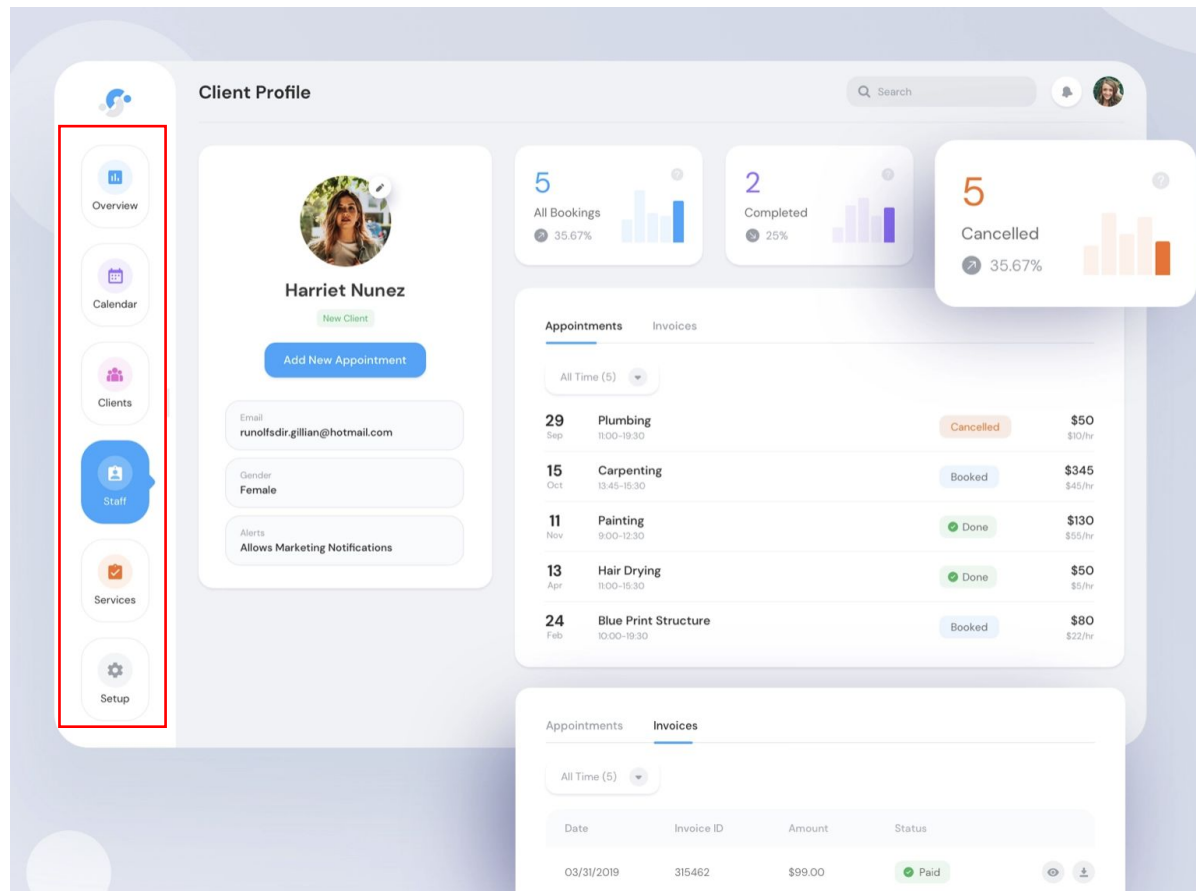 Client Profile
Search
Overview
Calendar
Clients
Staff
Services
Setup
Harriet Nunez
New Client
Add New Appointment
Email
runolfsdir.gillian@hotmail.com
Gender
Female
Alerts
Allows Marketing Notifications
5
All Bookings
35.67%
2
Completed
25%
5
Cancelled
35.67%
Appointments Invoices
All Time (5)
29 Plumbing Cancelled $50
Sep 11:00-19:30 $10/hr
15 Carpenting Booked $345
Oct 13:45-15:30 $45/hr
11 Painting Done $130
Nov 9:00-12:30 $55/hr
13 Hair Drying Done $50
Apr 11:00-15:30 $5/hr
24 Blue Print Structure Booked $80
Feb 10:00-19:30 $22/hr
Appointments Invoices
All Time (5)
Date Invoice ID Amount Status
03/31/2019 315462 $99.00 Paid